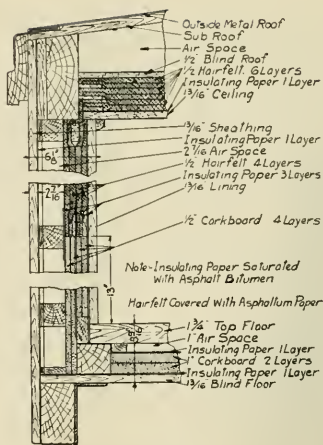 Outside Metal Roof
Sub Roof
Air Space
1/2" Blind Roof
1/2" Hairfelt 6 Layers
Insulating Paper 1 Layer
13/16" Ceiling
13/16" Sheathing
Insulating Paper 1 Layer
2 7/16 Air Space
1/2" Hairfelt 4 Layers
Insulating Paper 3 Layers
13/16 Lining
1/2" Corkboard 4 Layers
13"
Note-Insulating Paper Saturated
with Asphalt Bitumen
Hairfelt Covered With Asphaltum Paper
1 3/4" Top Floor
1" Air Space
Insulating Paper 1 Layer
1" Corkboard 2 Layers
Insulating Paper 1 Layer
13/16" Blind Floor